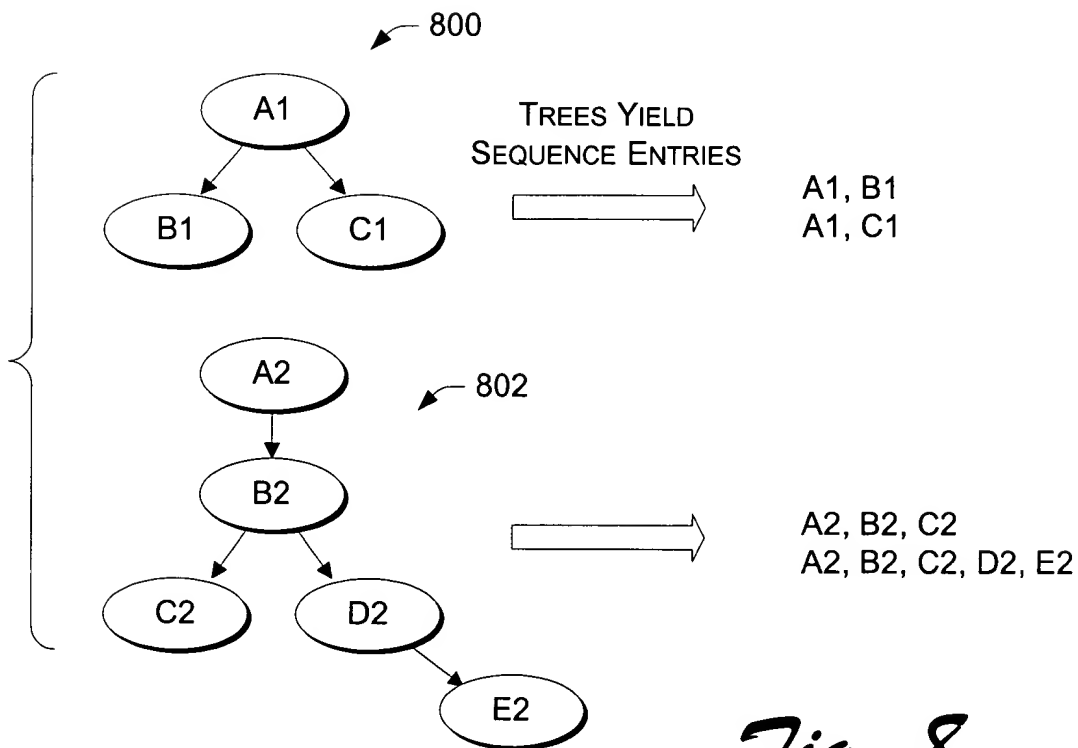 800
A1
TREES YIELD
SEQUENCE ENTRIES
B1
C1
A1, B1
A1, C1
A2
802
B2
A2, B2, C2
A2, B2, C2, D2, E2
C2
D2
E2
Fig. 8